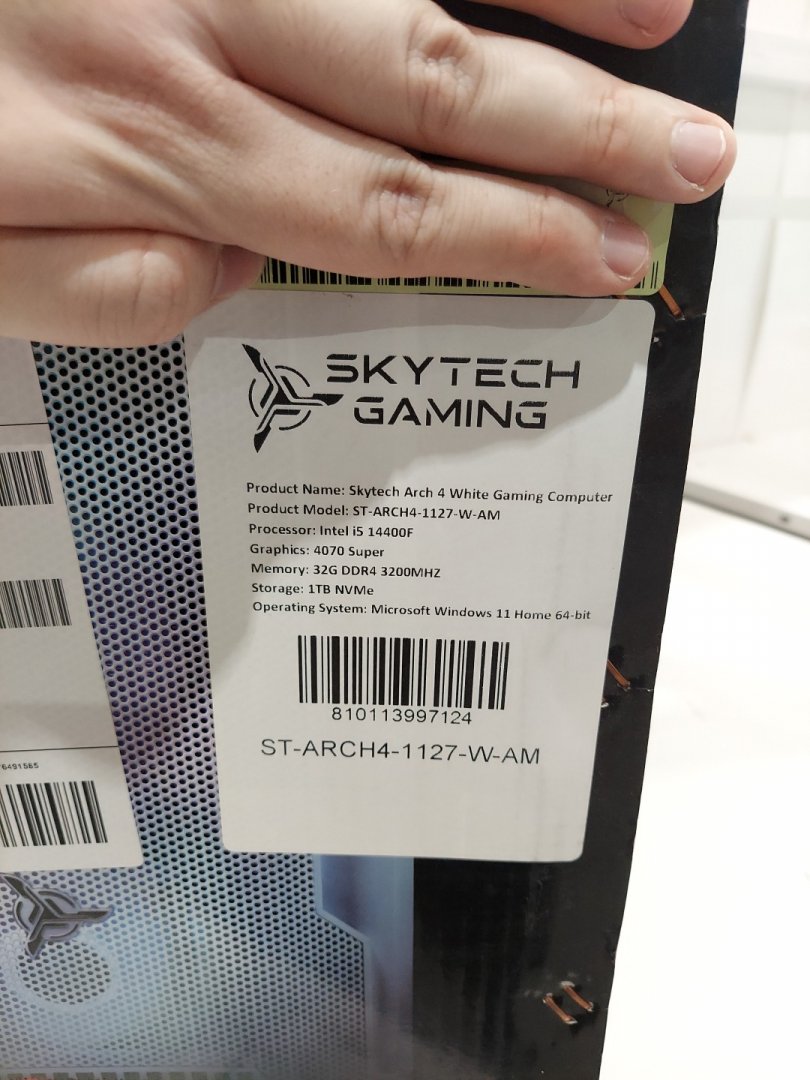 SKYTECH
GAMING
Product Name: Skytech Arch 4 White Gaming Computer
Product Model: ST-ARCH4-1127-W-AM
Processor: Intel i5 14400F
Graphics: 4070 Super
Memory: 32G DDR4 3200MHZ
Storage: 1TB NVMe
Operating System: Microsoft Windows 11 Home 64-bit
810113997124
ST-ARCH4-1127-W-AM
6491585